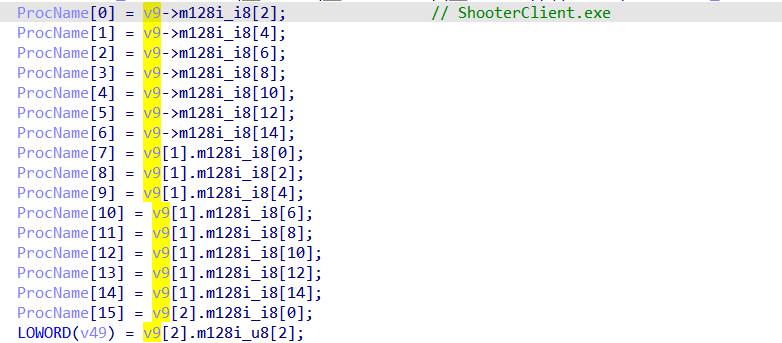 ProcName[0] = v9->m128i_i8[2]; // ShooterClient.exe
ProcName[1] = v9->m128i_i8[4];
ProcName[2] = v9->m128i_i8[6];
ProcName[3] = v9->m128i_i8[8];
ProcName[4] = v9->m128i_i8[10];
ProcName[5] = v9->m128i_i8[12];
ProcName[6] = v9->m128i_i8[14];
ProcName[7] = v9[1].m128i_i8[0];
ProcName[8] = v9[1].m128i_i8[2];
ProcName[9] = v9[1].m128i_i8[4];
ProcName[10] = v9[1].m128i_i8[6];
ProcName[11] = v9[1].m128i_i8[8];
ProcName[12] = v9[1].m128i_i8[10];
ProcName[13] = v9[1].m128i_i8[12];
ProcName[14] = v9[1].m128i_i8[14];
ProcName[15] = v9[2].m128i_i8[0];
LOWORD(v49) = v9[2].m128i_u8[2];